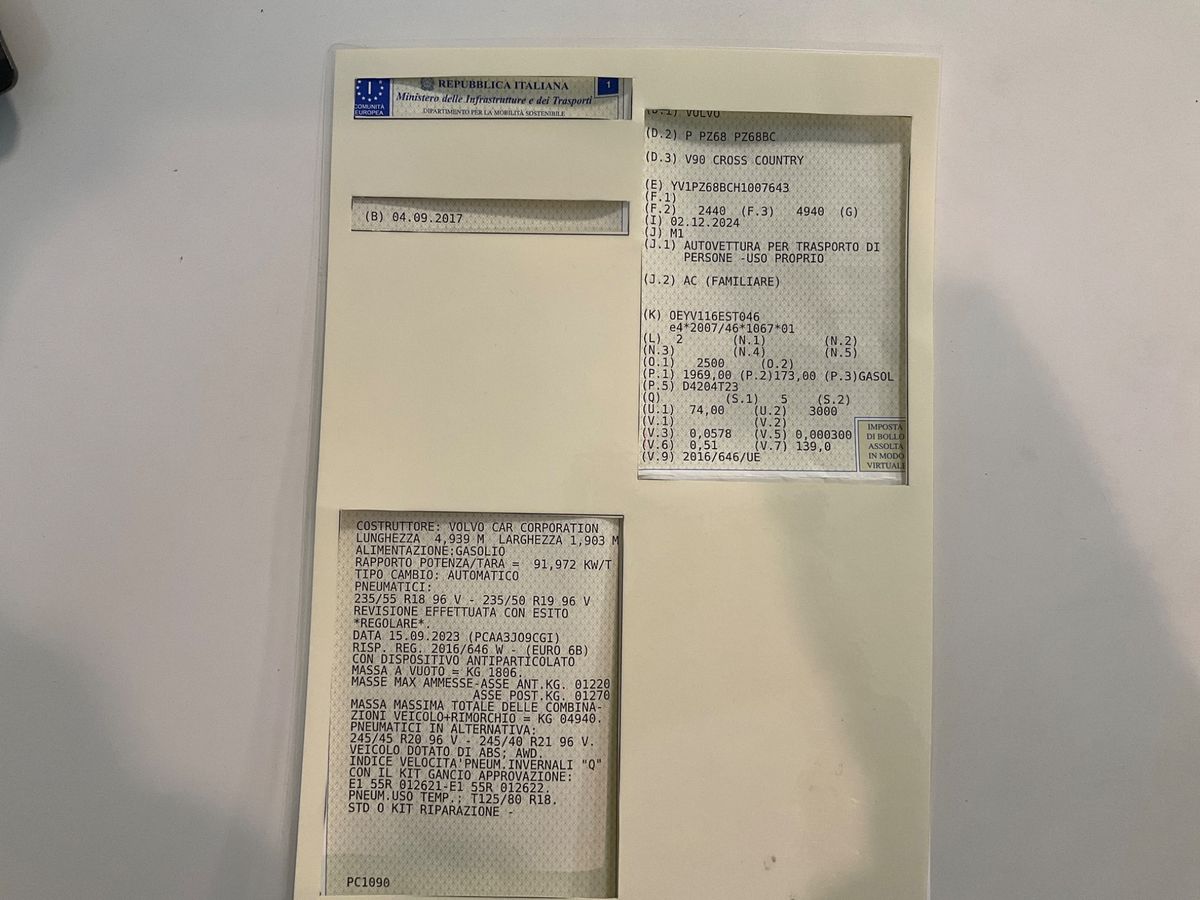 I
COMUNITÀ
EUROPEA
REPUBBLICA ITALIANA
1
Ministero delle Infrastrutture e dei Trasporti
DIPARTIMENTO PER LA MOBILITÀ SOSTENIBILE
(B) 04.09.2017
(D.1) VOLVO
(D.2) P PZ68 PZ68BC
(D.3) V90 CROSS COUNTRY
(E) YV1PZ68BCH1007643
(F.1)
(F.2) 2440 (F.3) 4940 (G)
(I) 02.12.2024
(J) M1
(J.1) AUTOVETTURA PER TRASPORTO DI
PERSONE -USO PROPRIO
(J.2) AC (FAMILIARE)
(K) OEYV116EST046
e4*2007/46*1067*01
(L) 2 (N.1) (N.2)
(N.3) (N.4) (N.5)
(O.1) 2500 (O.2)
(P.1) 1969,00 (P.2)173,00 (P.3)GASOL
(P.5) D4204T23
(Q) (S.1) 5 (S.2)
(U.1) 74,00 (U.2) 3000
(V.1) (V.2)
(V.3) 0,0578 (V.5) 0,000300
(V.6) 0,51 (V.7) 139,0
(V.9) 2016/646/UE
IMPOSTA
DI BOLLO
ASSOLTA
IN MODO
VIRTUALE
COSTRUTTORE: VOLVO CAR CORPORATION
LUNGHEZZA 4,939 M LARGHEZZA 1,903 M
ALIMENTAZIONE:GASOLIO
RAPPORTO POTENZA/TARA = 91,972 KW/T
TIPO CAMBIO: AUTOMATICO
PNEUMATICI:
235/55 R18 96 V - 235/50 R19 96 V
REVISIONE EFFETTUATA CON ESITO
*REGOLARE*.
DATA 15.09.2023 (PCAA3JO9CGI)
RISP. REG. 2016/646 W - (EURO 6B)
CON DISPOSITIVO ANTIPARTICOLATO
MASSA A VUOTO = KG 1806.
MASSE MAX AMMESSE-ASSE ANT.KG. 01220
ASSE POST.KG. 01270
MASSA MASSIMA TOTALE DELLE COMBINA-
ZIONI VEICOLO+RIMORCHIO = KG 04940.
PNEUMATICI IN ALTERNATIVA:
245/45 R20 96 V - 245/40 R21 96 V.
VEICOLO DOTATO DI ABS; AWD.
INDICE VELOCITA'PNEUM.INVERNALI "Q"
CON IL KIT GANCIO APPROVAZIONE:
E1 55R 012621-E1 55R 012622.
PNEUM.USO TEMP.: T125/80 R18.
STD O KIT RIPARAZIONE -
PC1090